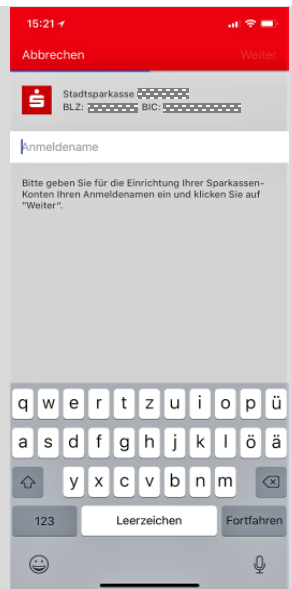 15:21
Abbrechen Weiter
Stadtsparkasse
BLZ: BIC:
Anmeldename
Bitte geben Sie für die Einrichtung Ihrer Sparkassen-
Konten Ihren Anmeldenamen ein und klicken Sie auf
"Weiter".
q w e r t z u i o p ü
a s d f g h j k l ö ä
y x c v b n m
123 Leerzeichen Fortfahren